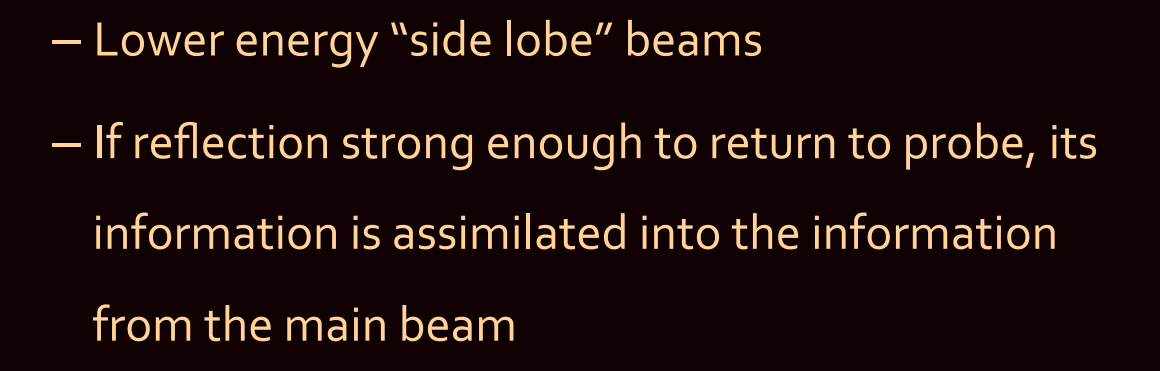 – Lower energy “side lobe” beams
– If reflection strong enough to return to probe, its
information is assimilated into the information
from the main beam